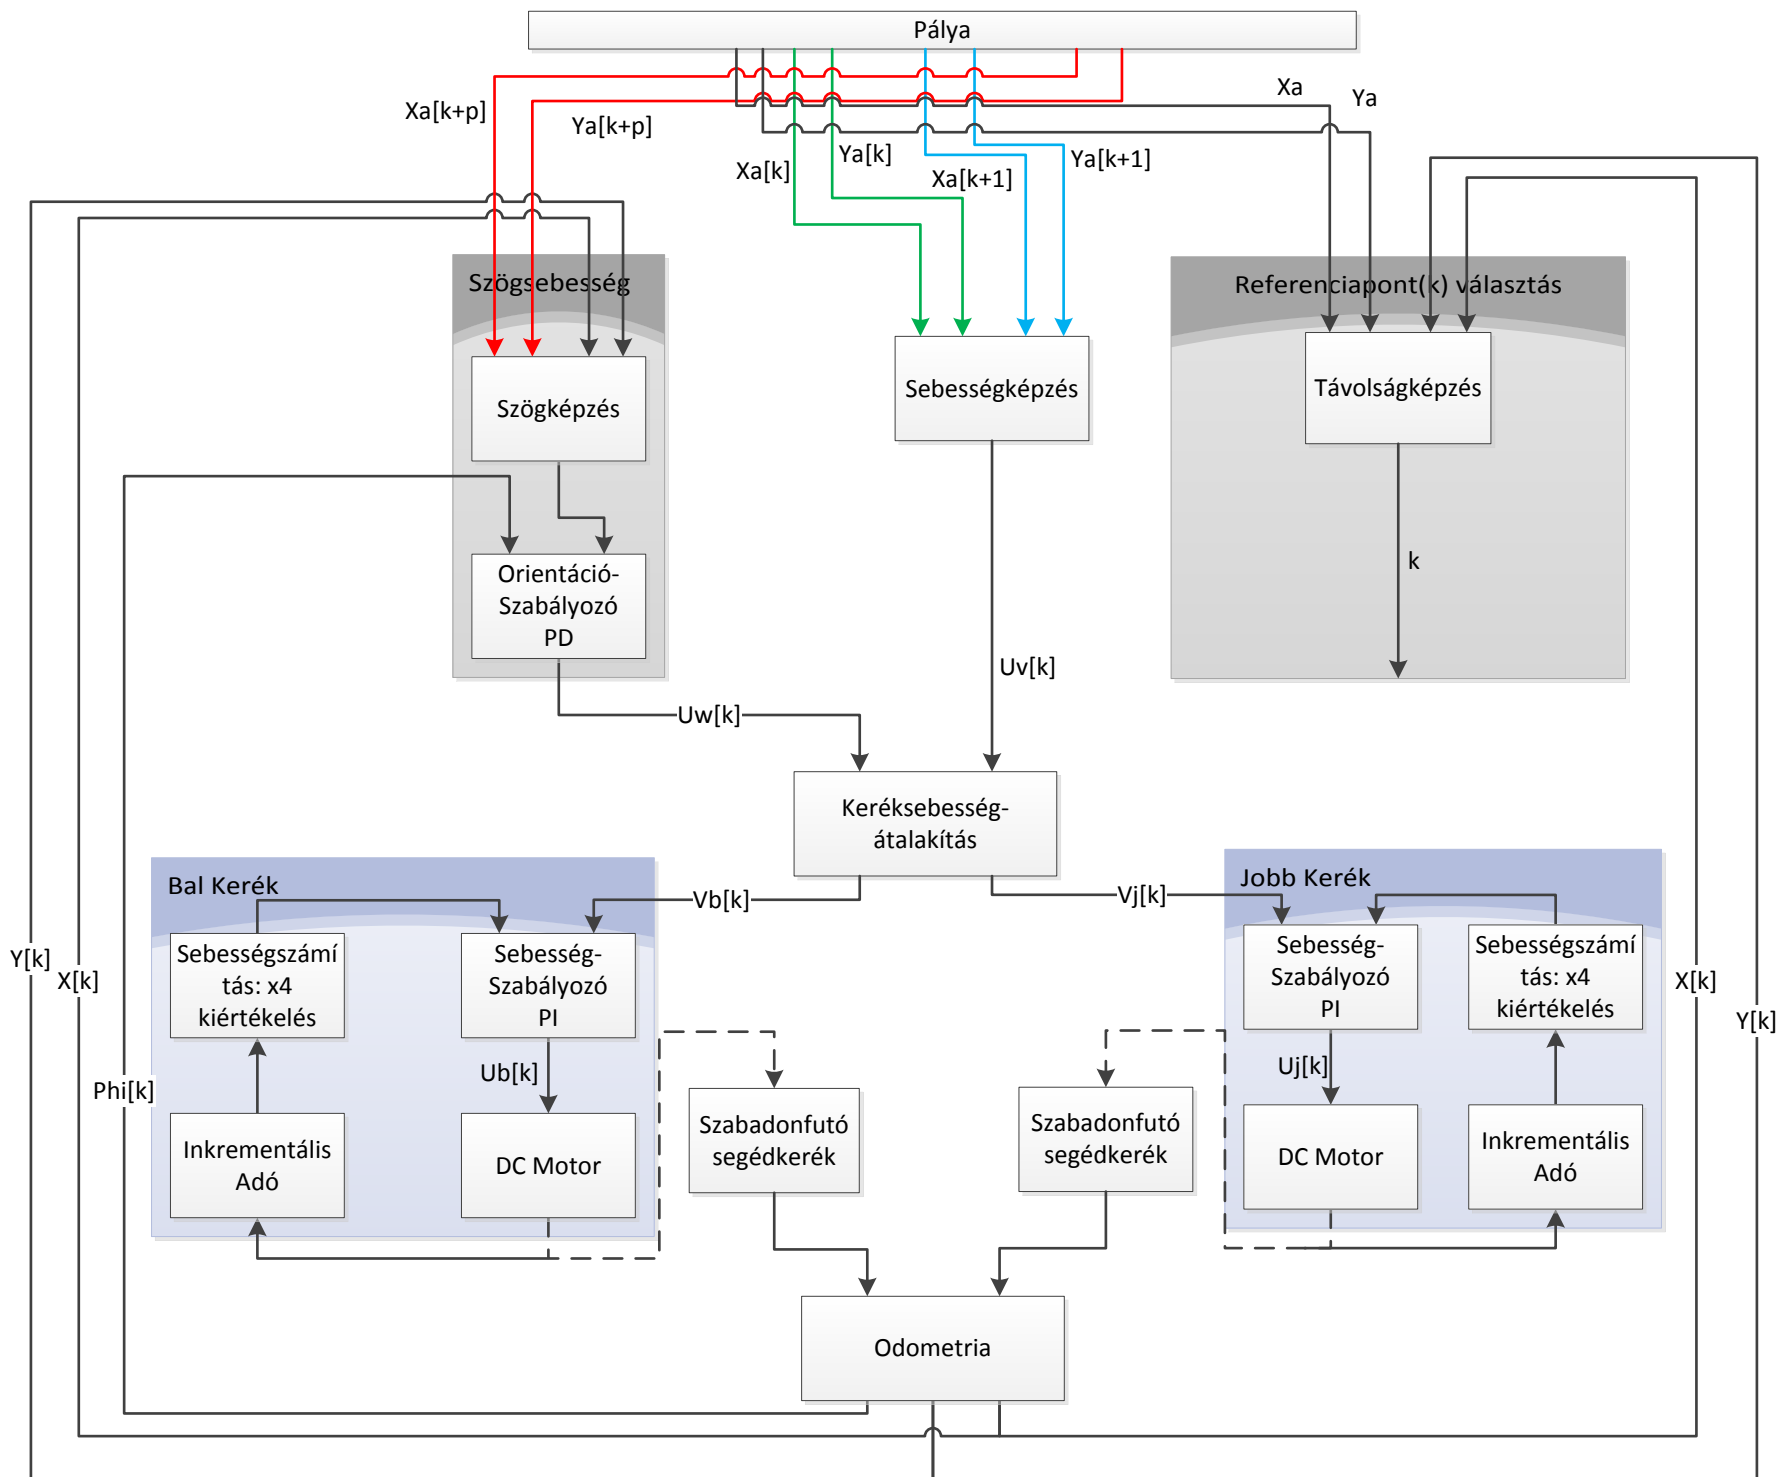 Pálya
Xa[k+p]
Ya[k+p]
Xa[k]
Ya[k]
Xa[k+1]
Ya[k+1]
Xa
Ya
Szögsebesség
Referenciapont(k) választás
Szögképzés
Sebességképzés
Távolságképzés
Orientáció-
Szabályozó
PD
k
Uw[k]
Uv[k]
Keréksebesség-
átalakítás
Bal Kerék
Vb[k]
Vj[k]
Jobb Kerék
Y[k]
X[k]
Phi[k]
Sebességszámí
tás: x4
kiértékelés
Sebesség-
Szabályozó
PI
Ub[k]
Inkrementális
Adó
DC Motor
Szabadonfutó
segédkerék
Szabadonfutó
segédkerék
Sebesség-
Szabályozó
PI
Uj[k]
DC Motor
Sebességszámí
tás: x4
kiértékelés
Inkrementális
Adó
X[k]
Y[k]
Odometria